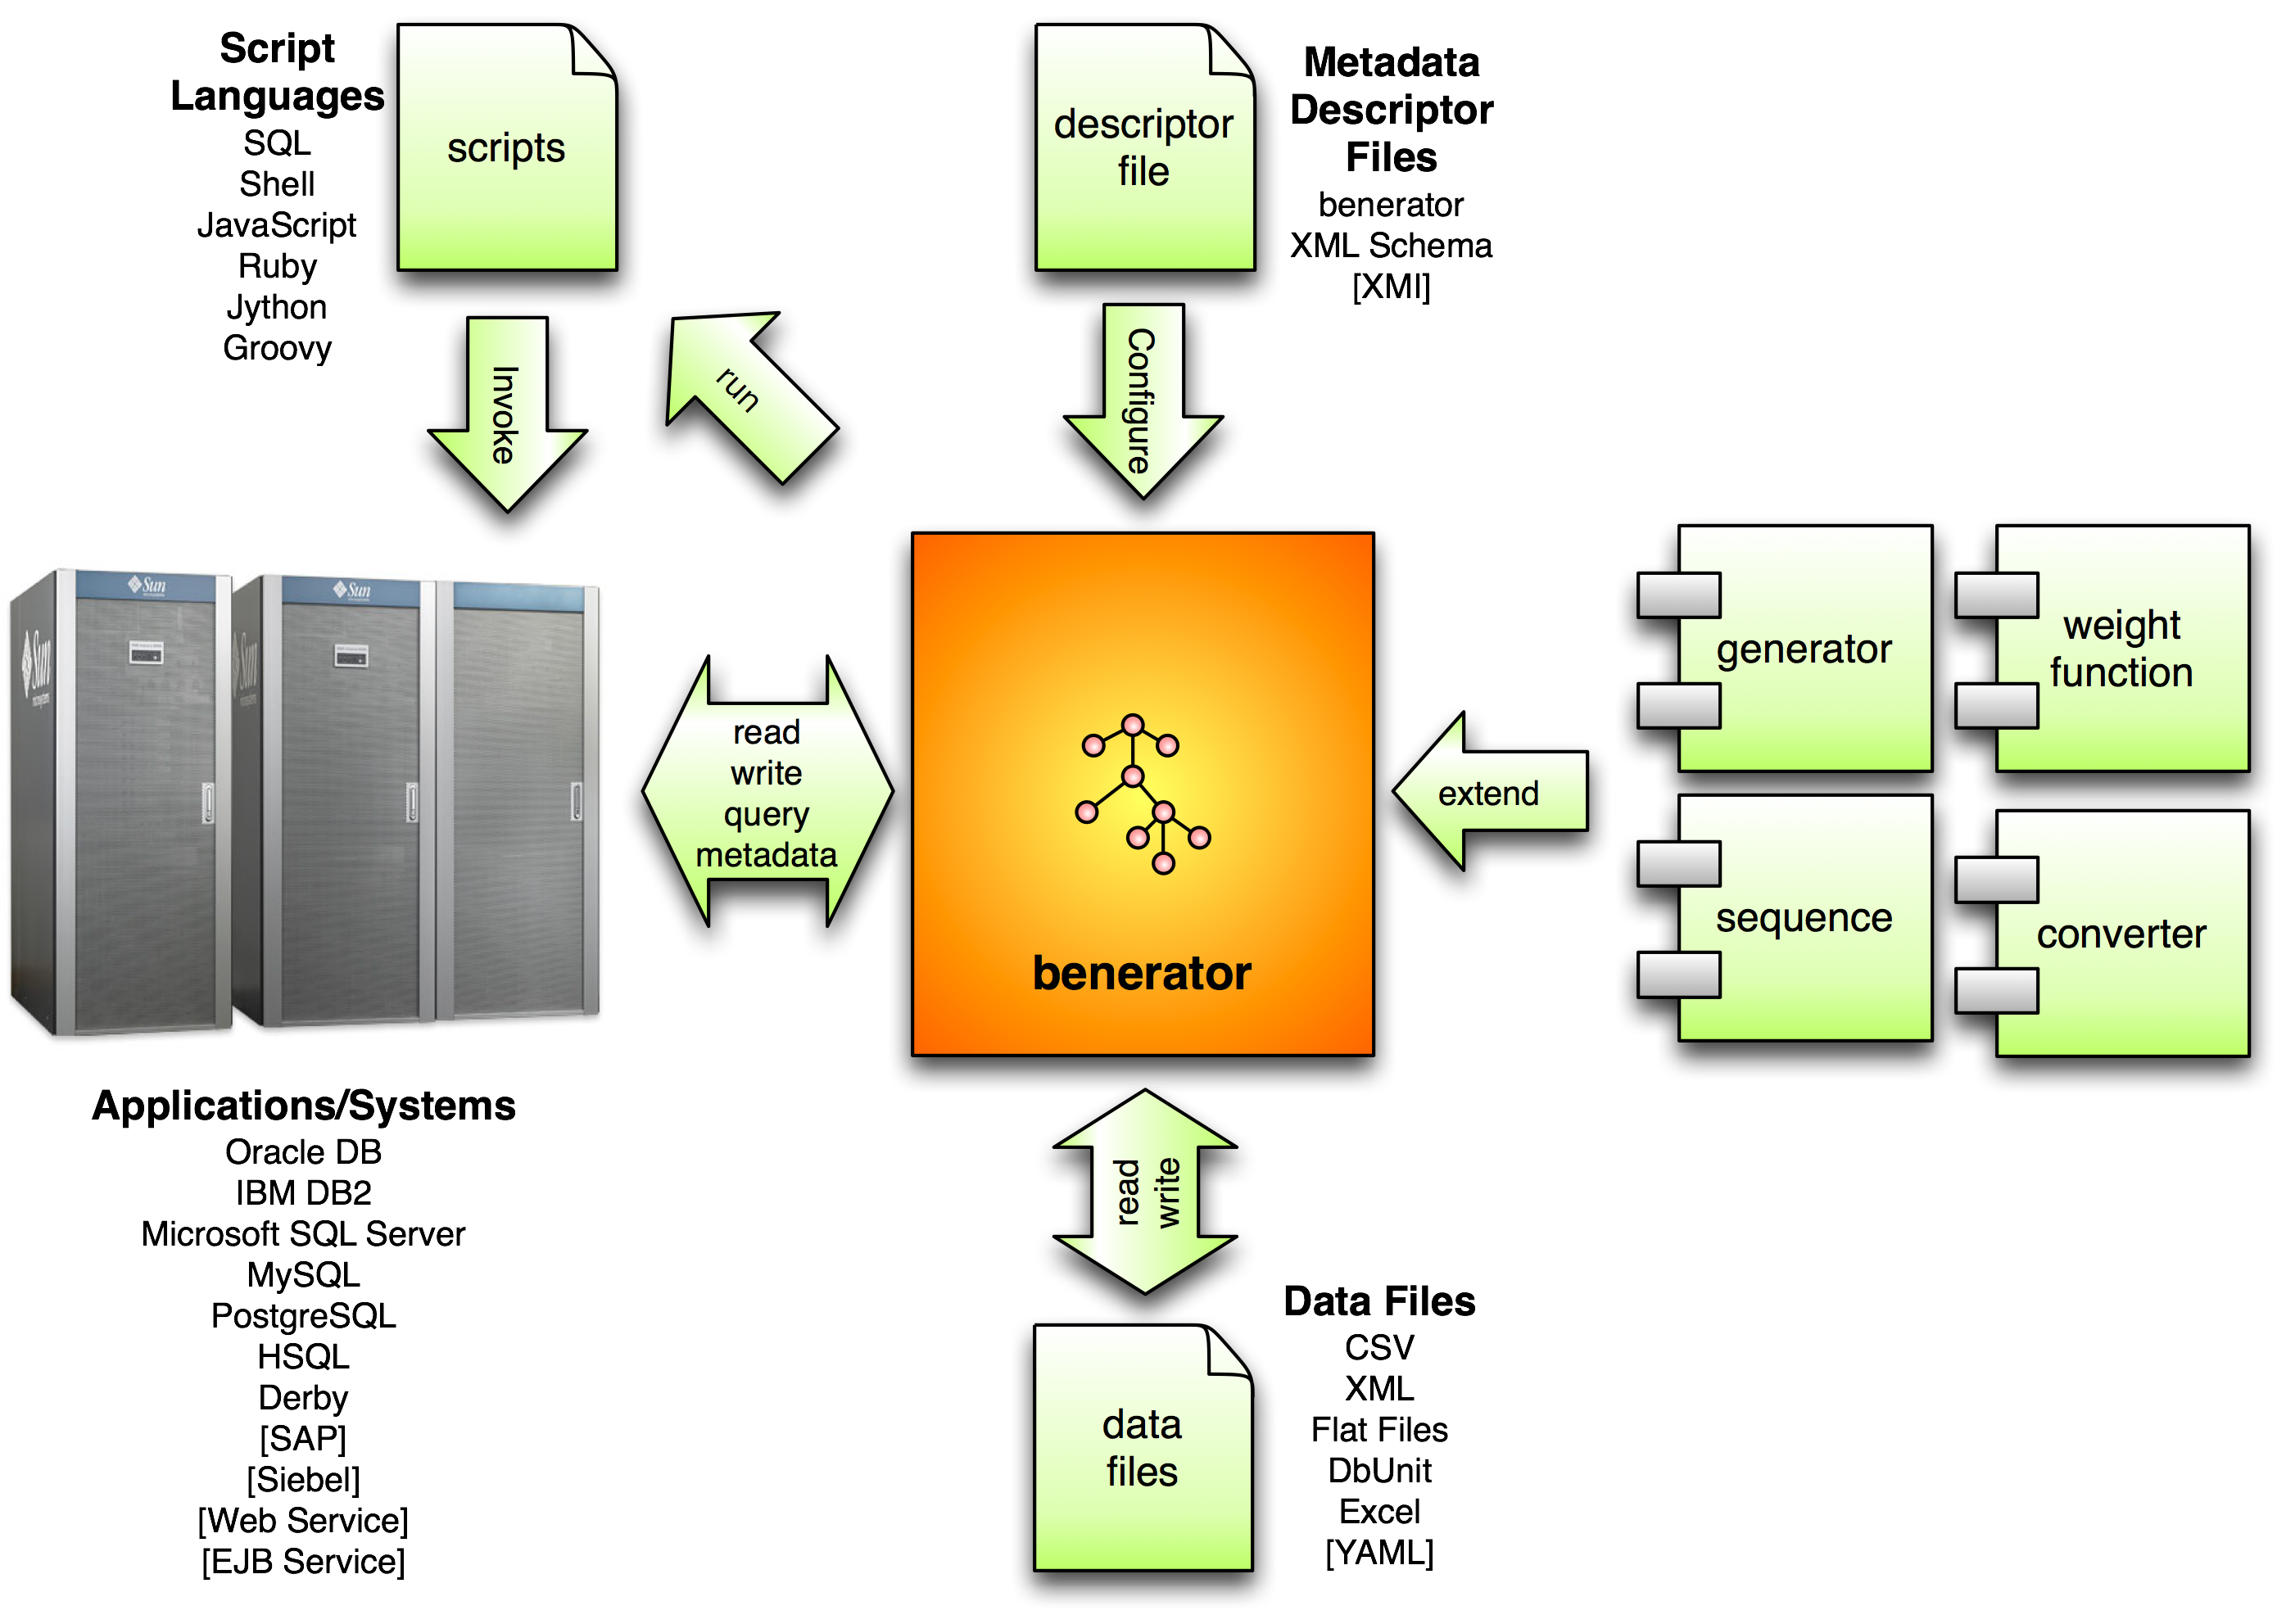 Script
Languages
SQL
Shell
JavaScript
Ruby
Jython
Groovy
scripts
descriptor
file
Metadata
Descriptor
Files
benerator
XML Schema
[XMI]
Invoke
run
Configure
Sun
Sun
Sun
Sun
read
write
query
metadata
benerator
extend
generator
weight
function
sequence
converter
Applications/Systems
Oracle DB
IBM DB2
Microsoft SQL Server
MySQL
PostgreSQL
HSQL
Derby
[SAP]
[Siebel]
[Web Service]
[EJB Service]
read
write
data
files
Data Files
CSV
XML
Flat Files
DbUnit
Excel
[YAML]